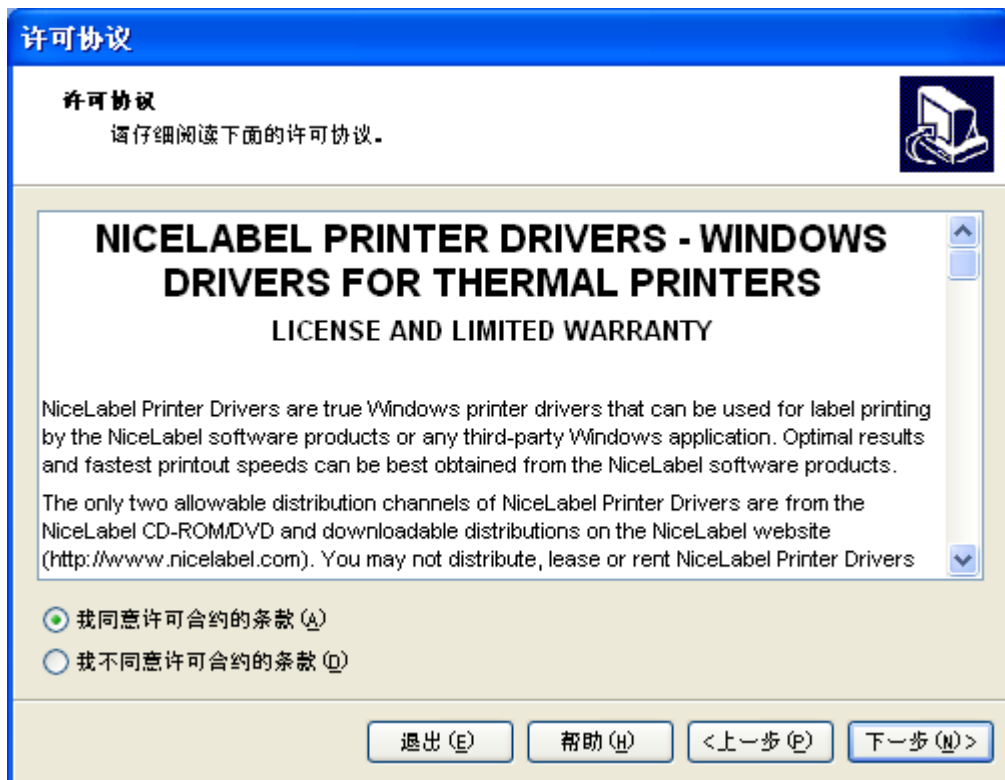 许可协议
许可协议
请仔细阅读下面的许可协议。
NICELABEL PRINTER DRIVERS - WINDOWS
DRIVERS FOR THERMAL PRINTERS
LICENSE AND LIMITED WARRANTY
NiceLabel Printer Drivers are true Windows printer drivers that can be used for label printing
by the NiceLabel software products or any third-party Windows application. Optimal results
and fastest printout speeds can be best obtained from the NiceLabel software products.
The only two allowable distribution channels of NiceLabel Printer Drivers are from the
NiceLabel CD-ROM/DVD and downloadable distributions on the NiceLabel website
(http://www.nicelabel.com). You may not distribute, lease or rent NiceLabel Printer Drivers
我同意许可合约的条款(A)
我不同意许可合约的条款(D)
退出(E) 帮助(H) <上一步(P) 下一步(N)>